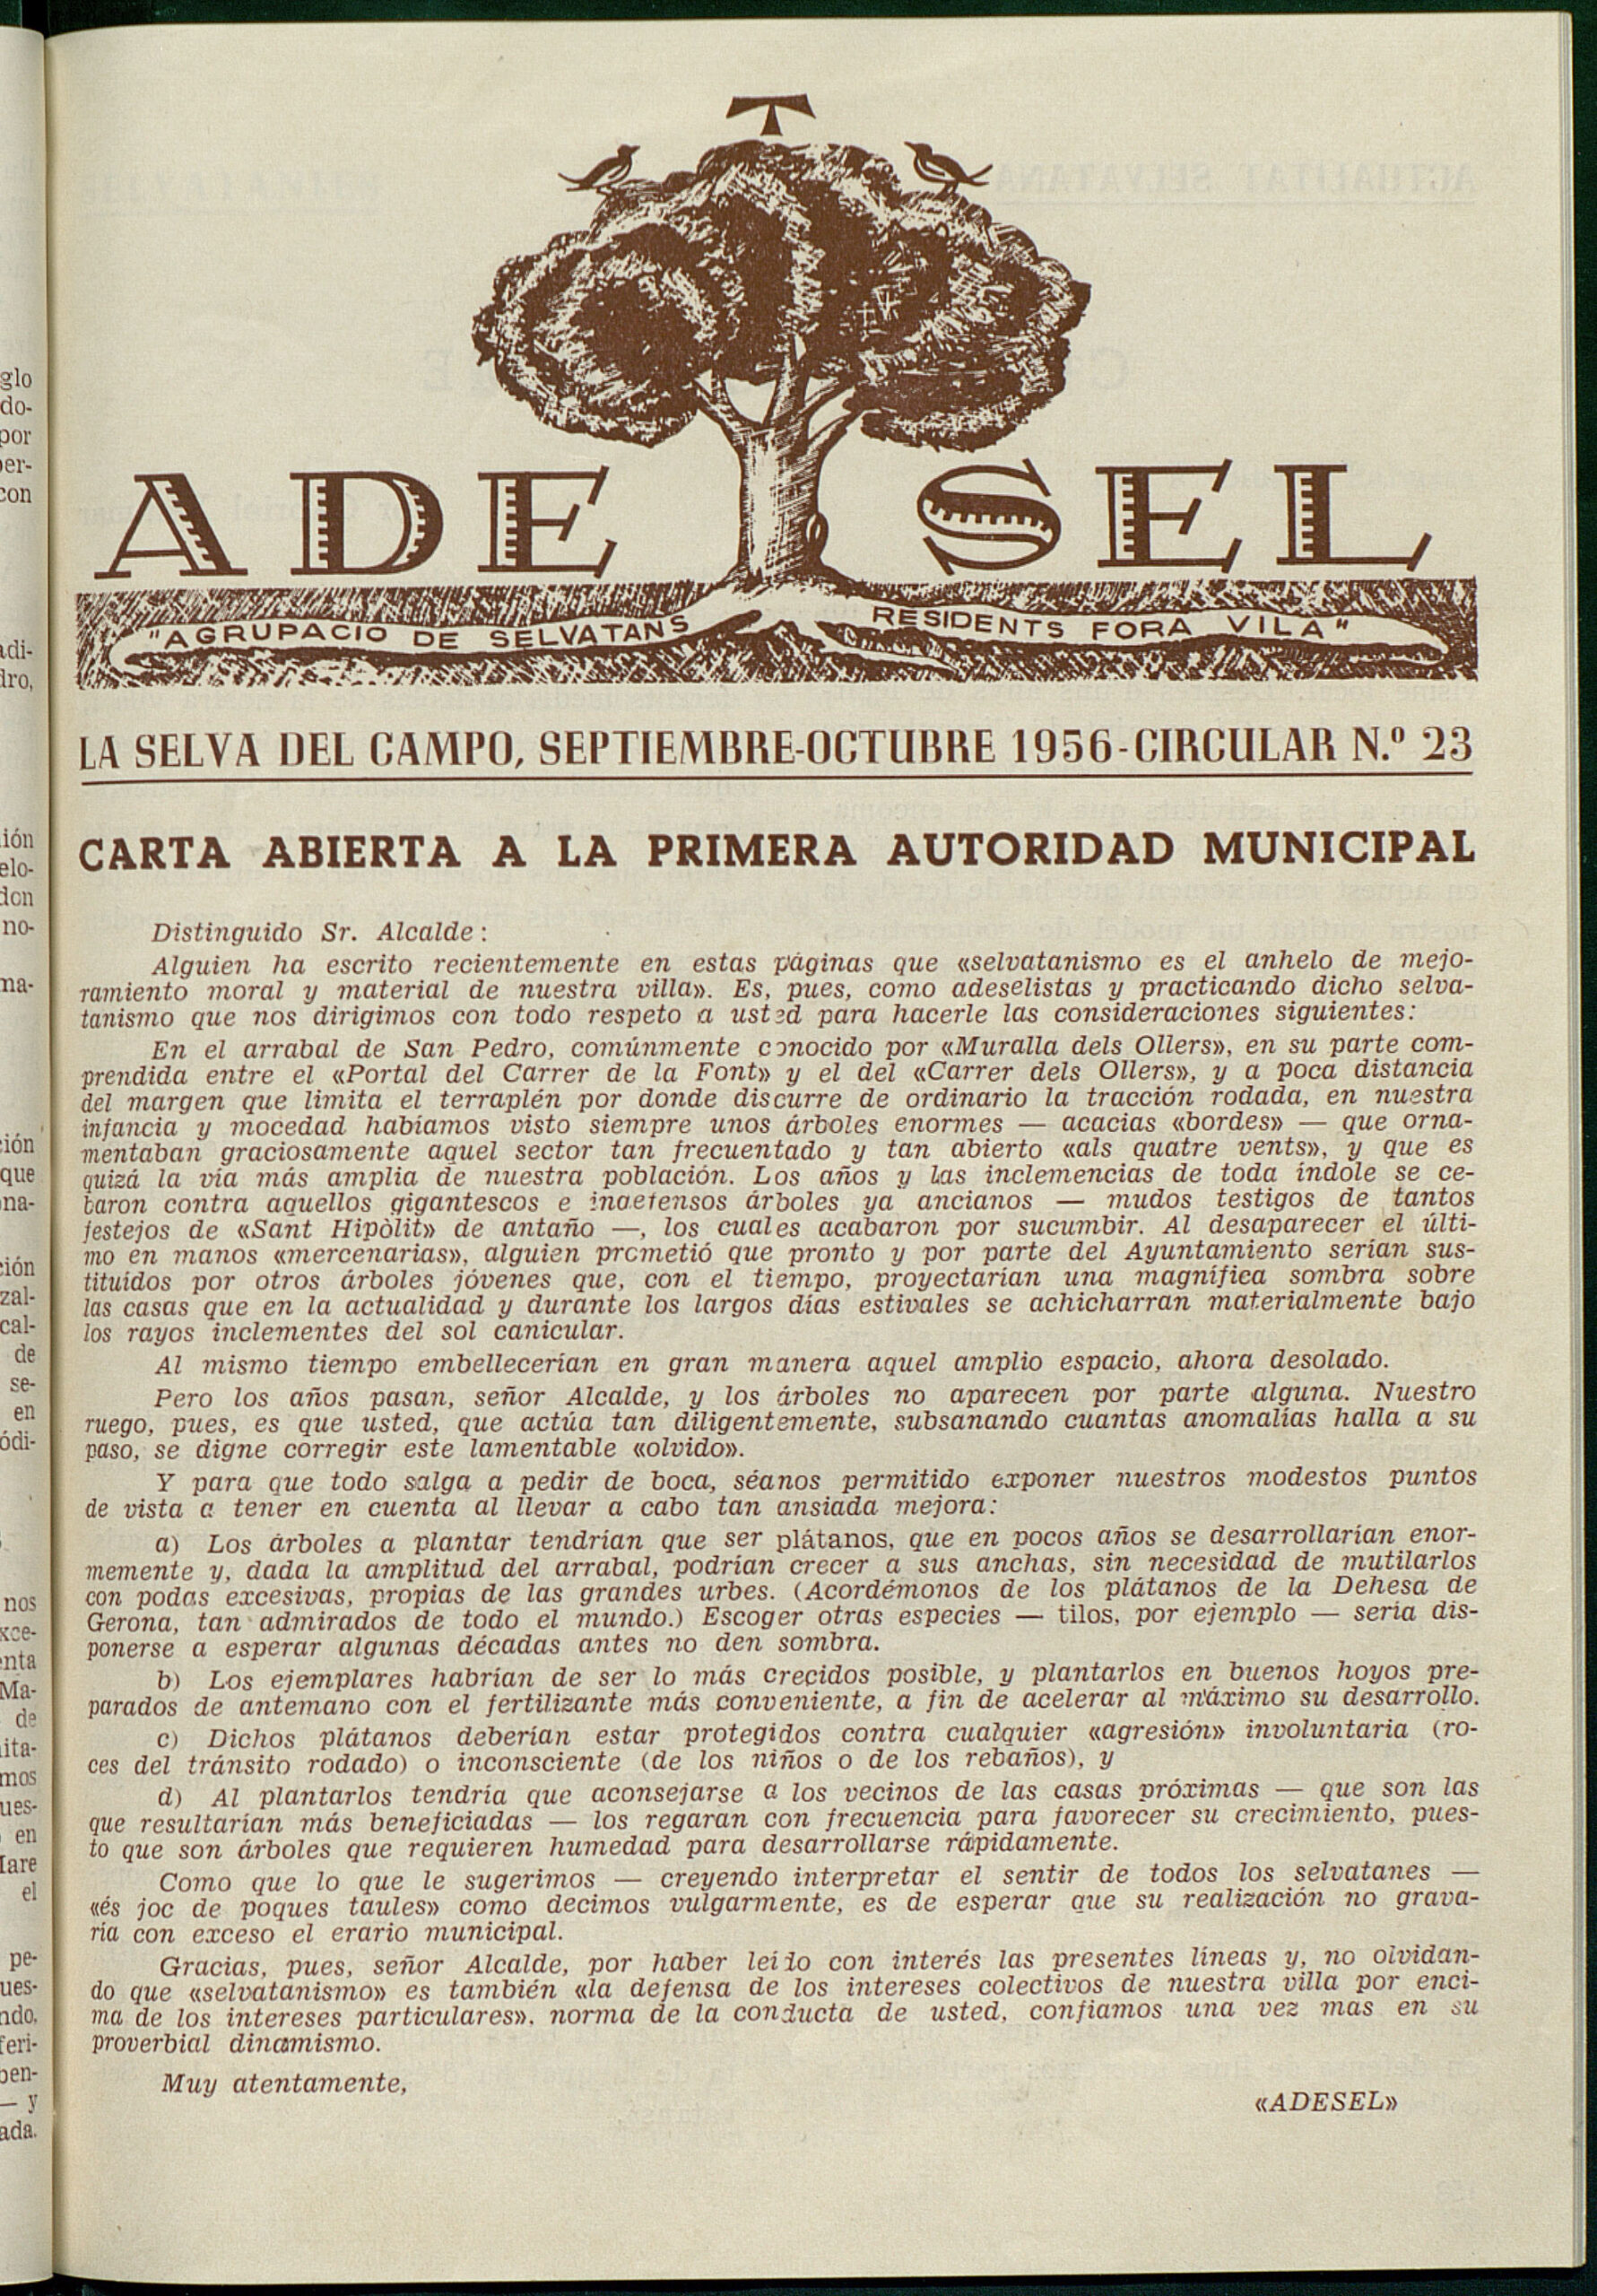 ADE SEL
"AGRUPACIO DE SELVATANS RESIDENTS FORA VILA"
LA SELVA DEL CAMPO, SEPTIEMBRE-OCTUBRE 1956-CIRCULAR N.º 23
CARTA ABIERTA A LA PRIMERA AUTORIDAD MUNICIPAL
Distinguido Sr. Alcalde:
Alguien ha escrito recientemente en estas páginas que «selvatanismo es el anhelo de mejo-
ramiento moral y material de nuestra villa». Es, pues, como adeselistas y practicando dicho selva-
tanismo que nos dirigimos con todo respeto a usted para hacerle las consideraciones siguientes:
En el arrabal de San Pedro, comúnmente conocido por «Muralla dels Ollers», en su parte com-
prendida entre el «Portal del Carrer de la Font» y el del «Carrer dels Ollers», y a poca distancia
del margen que limita el terraplén por donde discurre de ordinario la tracción rodada, en nuestra
infancia y mocedad habíamos visto siempre unos árboles enormes — acacias «bordes» — que orna-
mentaban graciosamente aquel sector tan frecuentado y tan abierto «als quatre vents», y que es
quizá la vía más amplia de nuestra población. Los años y las inclemencias de toda índole se ce-
baron contra aquellos gigantescos e indefensos árboles ya ancianos — mudos testigos de tantos
festejos de «Sant Hipòlit» de antaño —, los cuales acabaron por sucumbir. Al desaparecer el últi-
mo en manos «mercenarias», alguien prometió que pronto y por parte del Ayuntamiento serían sus-
tituídos por otros árboles jóvenes que, con el tiempo, proyectarían una magnífica sombra sobre
las casas que en la actualidad y durante los largos días estivales se achicharran materialmente bajo
los rayos inclementes del sol canicular.
Al mismo tiempo embellecerían en gran manera aquel amplio espacio, ahora desolado.
Pero los años pasan, señor Alcalde, y los árboles no aparecen por parte alguna. Nuestro
ruego, pues, es que usted, que actúa tan diligentemente, subsanando cuantas anomalías halla a su
paso, se digne corregir este lamentable «olvido».
Y para que todo salga a pedir de boca, séanos permitido exponer nuestros modestos puntos
de vista a tener en cuenta al llevar a cabo tan ansiada mejora:
a) Los árboles a plantar tendrían que ser plátanos, que en pocos años se desarrollarían enor-
memente y, dada la amplitud del arrabal, podrían crecer a sus anchas, sin necesidad de mutilarlos
con podas excesivas, propias de las grandes urbes. (Acordémonos de los plátanos de la Dehesa de
Gerona, tan admirados de todo el mundo.) Escoger otras especies — tilos, por ejemplo — sería dis-
ponerse a esperar algunas décadas antes no den sombra.
b) Los ejemplares habrían de ser lo más crecidos posible, y plantarlos en buenos hoyos pre-
parados de antemano con el fertilizante más conveniente, a fin de acelerar al máximo su desarrollo.
c) Dichos plátanos deberían estar protegidos contra cualquier «agresión» involuntaria (ro-
ces del tránsito rodado) o inconsciente (de los niños o de los rebaños), y
d) Al plantarlos tendría que aconsejarse a los vecinos de las casas próximas — que son las
que resultarían más beneficiadas — los regaran con frecuencia para favorecer su crecimiento, pues-
to que son árboles que requieren humedad para desarrollarse rápidamente.
Como que lo que le sugerimos — creyendo interpretar el sentir de todos los selvatanes —
«és joc de poques taules» como decimos vulgarmente, es de esperar que su realización no grava-
ría con exceso el erario municipal.
Gracias, pues, señor Alcalde, por haber leído con interés las presentes líneas y, no olvidan-
do que «selvatanismo» es también «la defensa de los intereses colectivos de nuestra villa por enci-
ma de los intereses particulares». norma de la conducta de usted, confiamos una vez mas en su
proverbial dinamismo.
Muy atentamente,
«ADESEL»